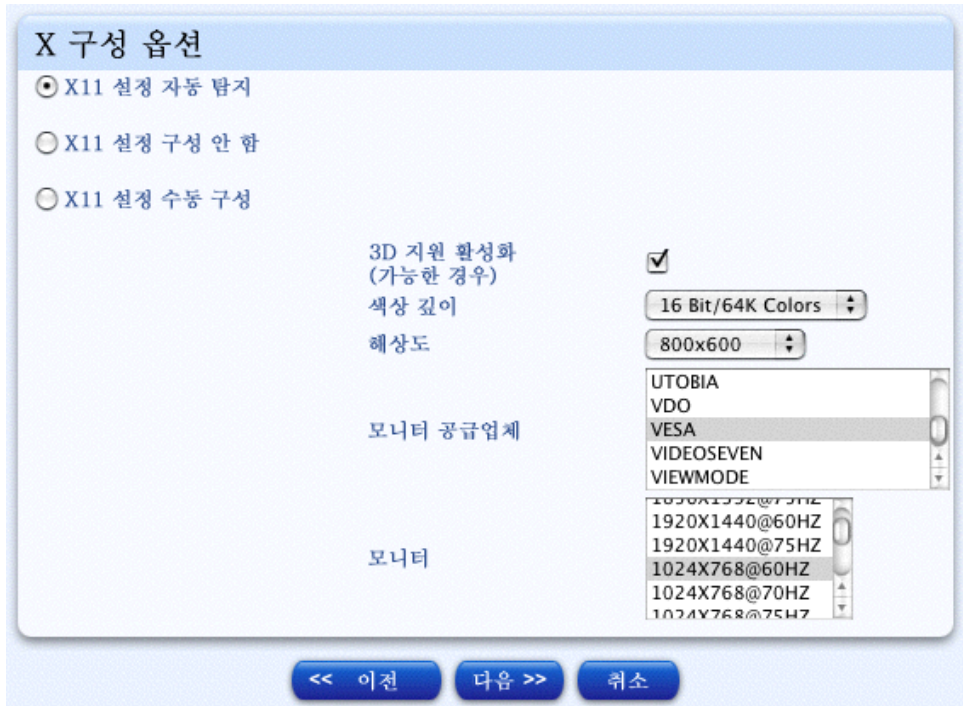 X 구성 옵션
X11 설정 자동 탐지
X11 설정 구성 안 함
X11 설정 수동 구성
3D 지원 활성화
(가능한 경우)
색상 깊이
16 Bit/64K Colors
해상도
800x600
모니터 공급업체
UTOBIA
VDO
VESA
VIDEOSEVEN
VIEWMODE
모니터
1920X1440@60HZ
1920X1440@75HZ
1024X768@60HZ
1024X768@70HZ
1024X768@75HZ
<< 이전
다음 >>
취소